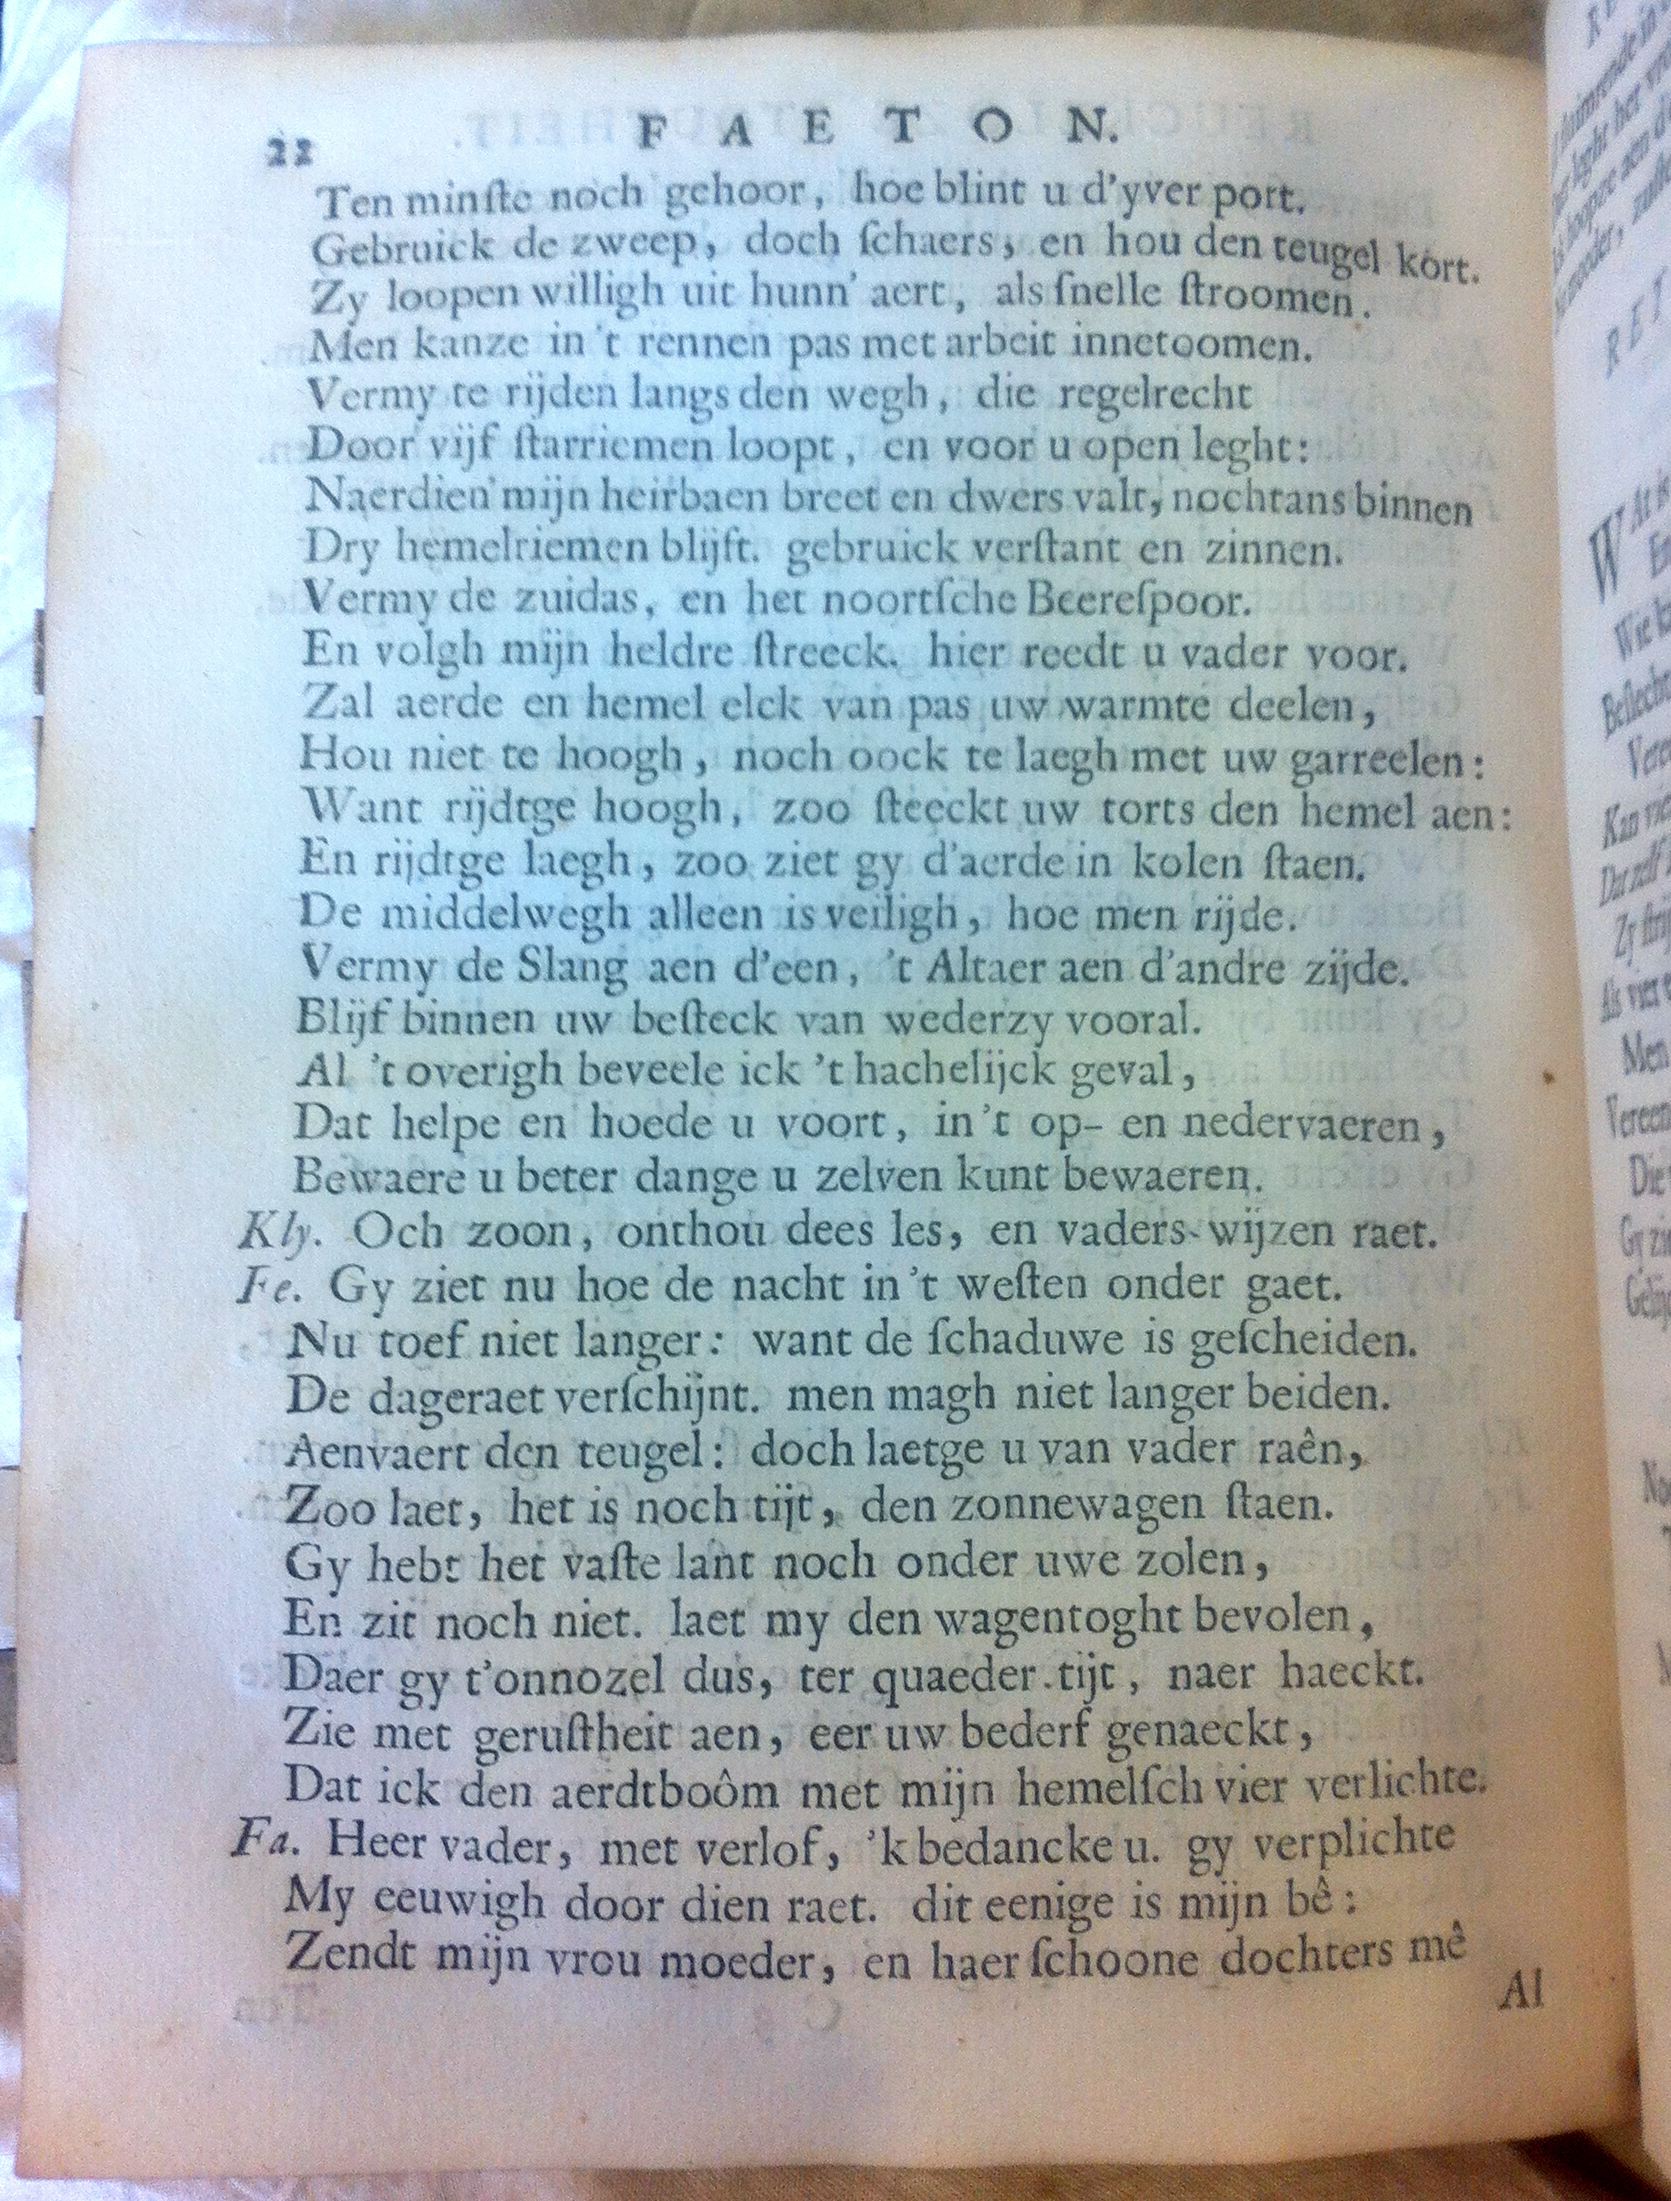 22 FAETON.
Ten minſte noch gehoor, hoe blint u d'yver port.
Gebruick de zweep, doch ſchaers, en hou den teugel kort.
Zy loopen willigh uit hunn' aert, als ſnelle ſtroomen.
Men kanze in 't rennen pas met arbeit innetoomen.
Vermy te rijden langs den wegh, die regelrecht
Door vijf ſtarriemen loopt, en voor u open leght:
Naerdien mijn heirbaen breet en dwers valt, nochtans binnen
Dry hemelriemen blijft. gebruick verſtant en zinnen.
Vermy de zuidas, en het noortſche Beereſpoor.
En volgh mijn heldre ſtreeck. hier reedt u vader voor.
Zal aerde en hemel elck van pas uw warmte deelen,
Hou niet te hoogh, noch oock te laegh met uw garreelen:
Want rijdtge hoogh, zoo ſteeckt uw torts den hemel aen:
En rijdtge laegh, zoo ziet gy d'aerde in kolen ſtaen.
De middelwegh alleen is veiligh, hoe men rijde.
Vermy de Slang aen d'een, 't Altaer aen d'andre zijde.
Blijf binnen uw beſteck van wederzy vooral.
Al 't overigh beveele ick 't hachelijck geval,
Dat helpe en hoede u voort, in 't op- en nedervaeren,
Bewaere u beter dange u zelven kunt bewaeren.
Kly. Och zoon, onthou dees les, en vaders wijzen raet.
Fe. Gy ziet nu hoe de nacht in 't weſten onder gaet.
Nu toef niet langer: want de ſchaduwe is geſcheiden.
De dageraet verſchijnt. men magh niet langer beiden.
Aenvaert den teugel: doch laetge u van vader raên,
Zoo laet, het is noch tijt, den zonnewagen ſtaen.
Gy hebt het vaſte lant noch onder uwe zolen,
En zit noch niet. laet my den wagentoght bevolen,
Daer gy t'onnozel dus, ter quaeder tijt, naer haeckt.
Zie met geruſtheit aen, eer uw bederf genaeckt,
Dat ick den aerdtboôm met mijn hemelſch vier verlichte.
Fa. Heer vader, met verlof, 'k bedancke u. gy verplichte
My eeuwigh door dien raet. dit eenige is mijn bê:
Zendt mijn vrou moeder, en haer ſchoone dochters mê
Al